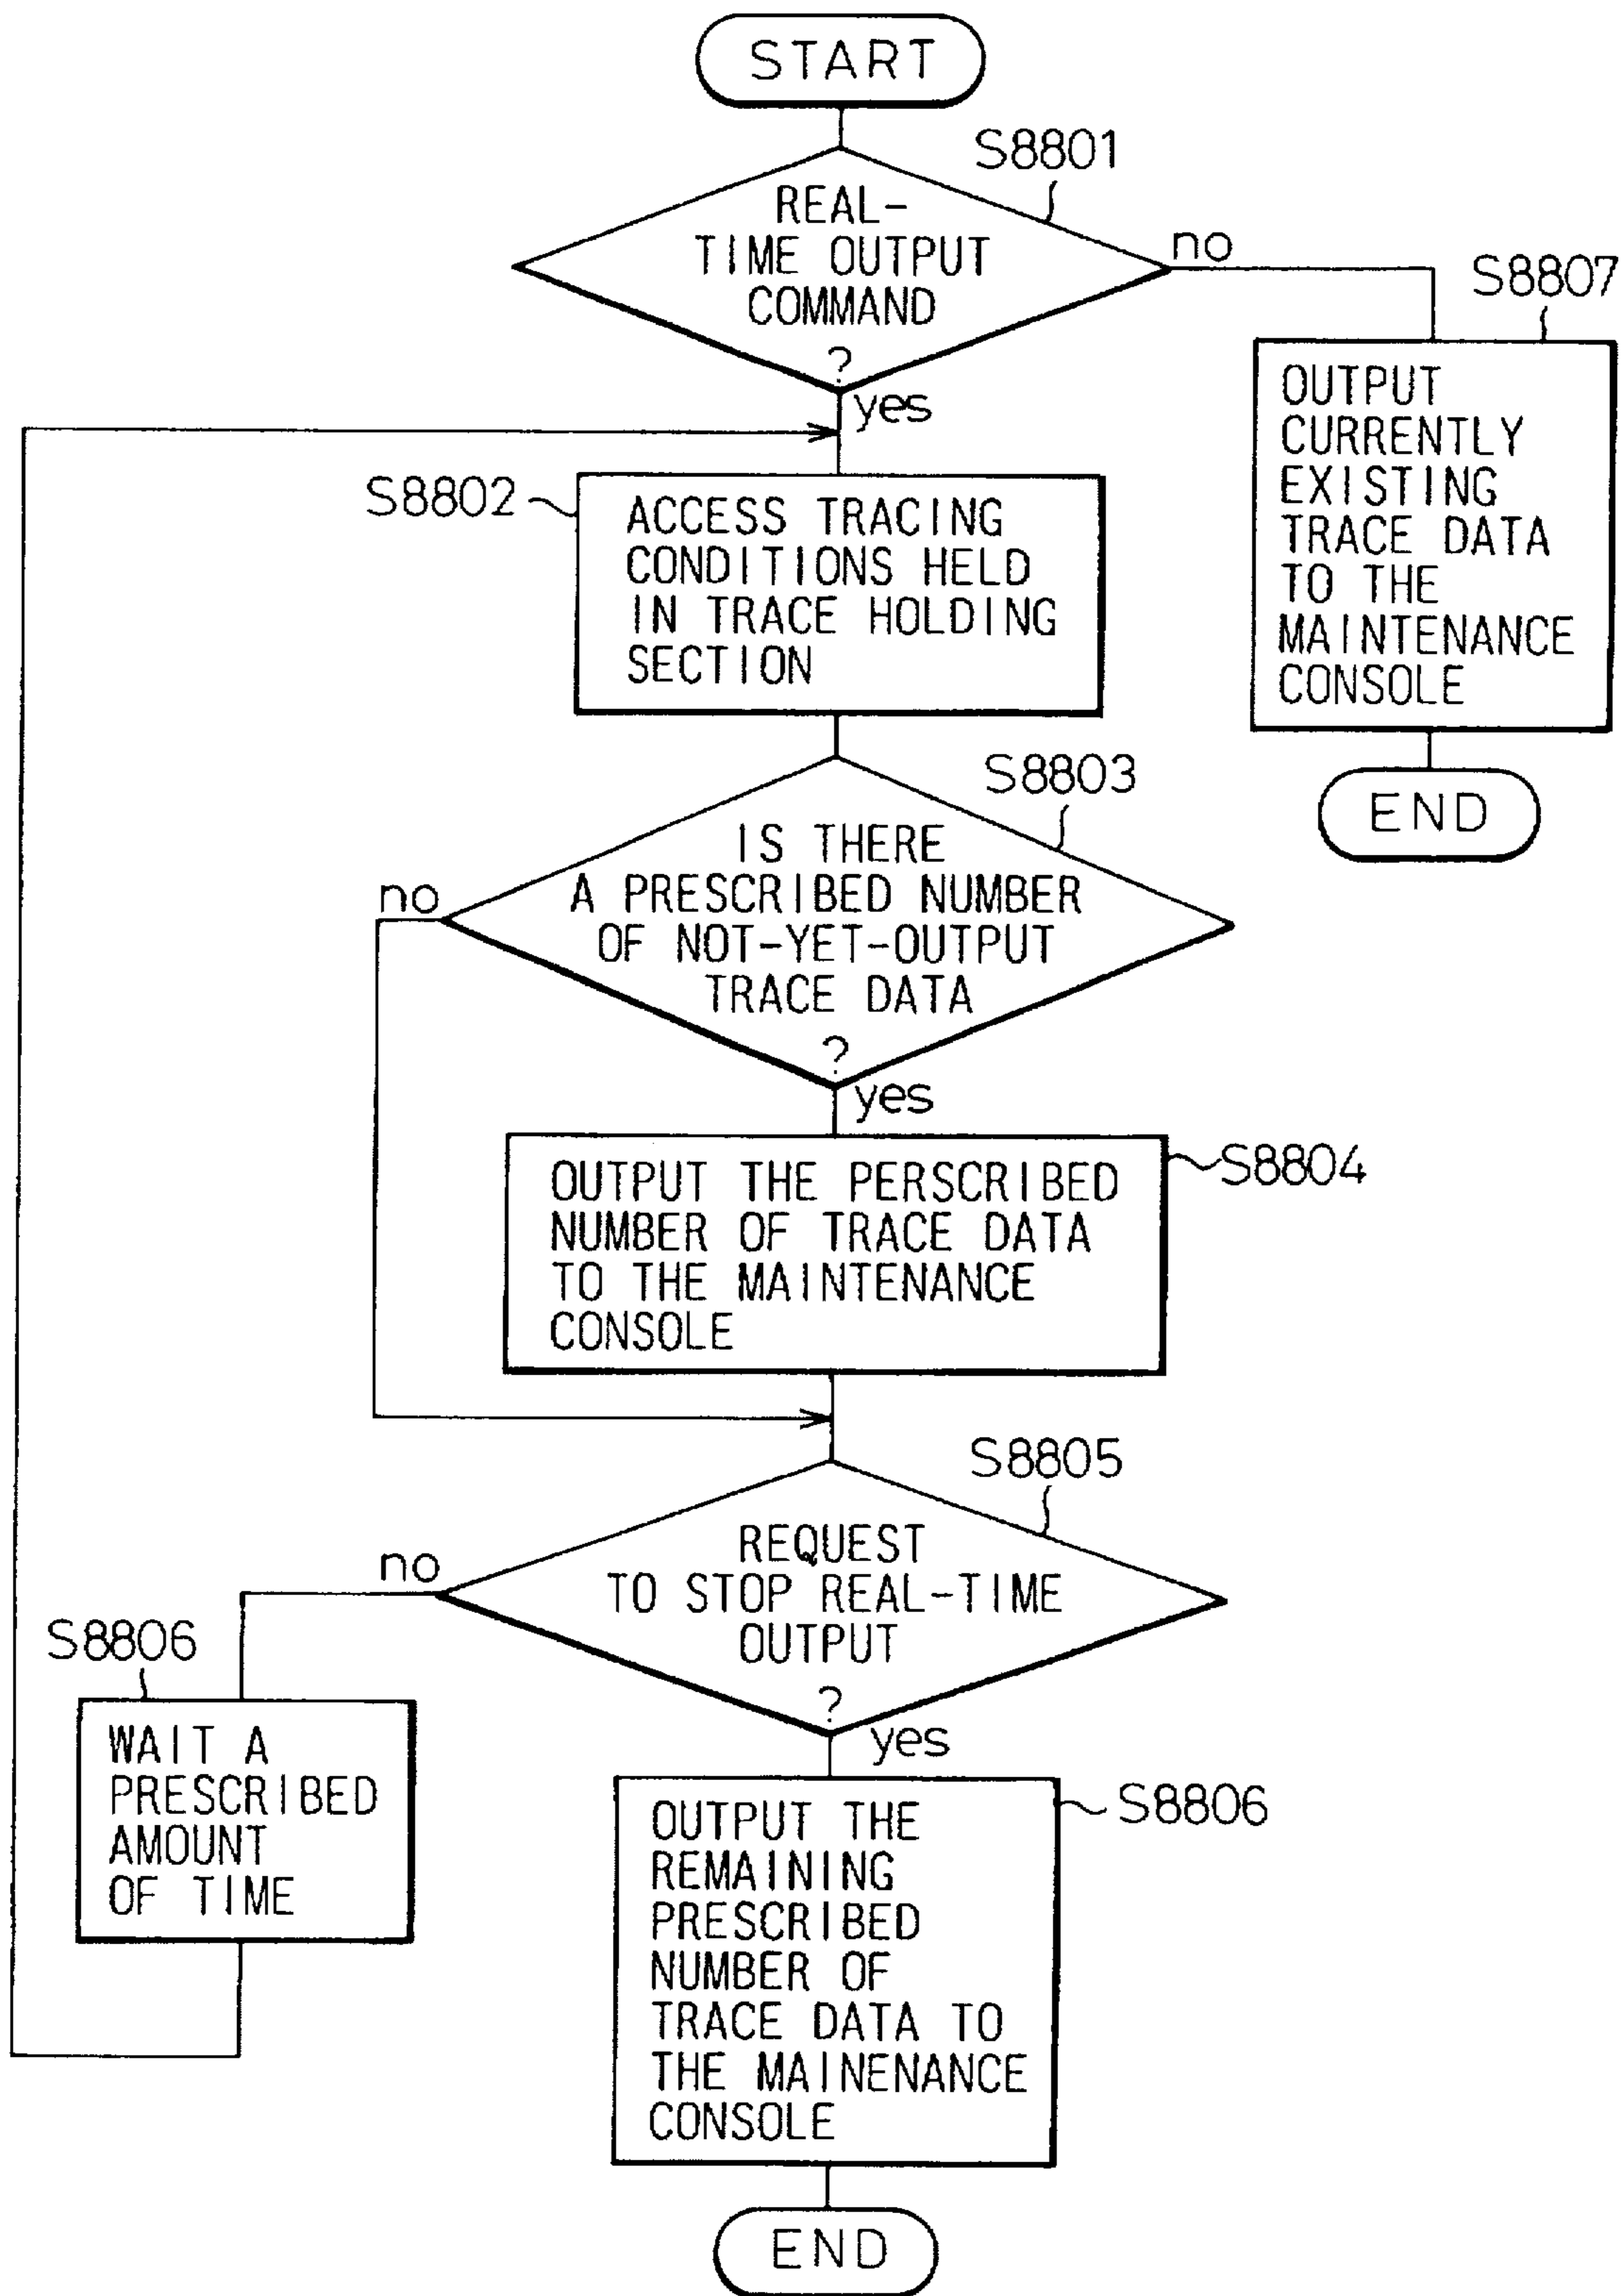 START
S8801
REAL-
TIME OUTPUT
COMMAND
?
no
yes
S8807
OUTPUT
CURRENTLY
EXISTING
TRACE DATA
TO THE
MAINTENANCE
CONSOLE
END
S8802
ACCESS TRACING
CONDITIONS HELD
IN TRACE HOLDING
SECTION
S8803
IS THERE
A PRESCRIBED NUMBER
OF NOT-YET-OUTPUT
TRACE DATA
?
no
yes
S8804
OUTPUT THE PERSCRIBED
NUMBER OF TRACE DATA
TO THE MAINTENANCE
CONSOLE
S8805
REQUEST
TO STOP REAL-TIME
OUTPUT
?
no
yes
S8806
WAIT A
PRESCRIBED
AMOUNT
OF TIME
S8806
OUTPUT THE
REMAINING
PRESCRIBED
NUMBER OF
TRACE DATA TO
THE MAINENANCE
CONSOLE
END